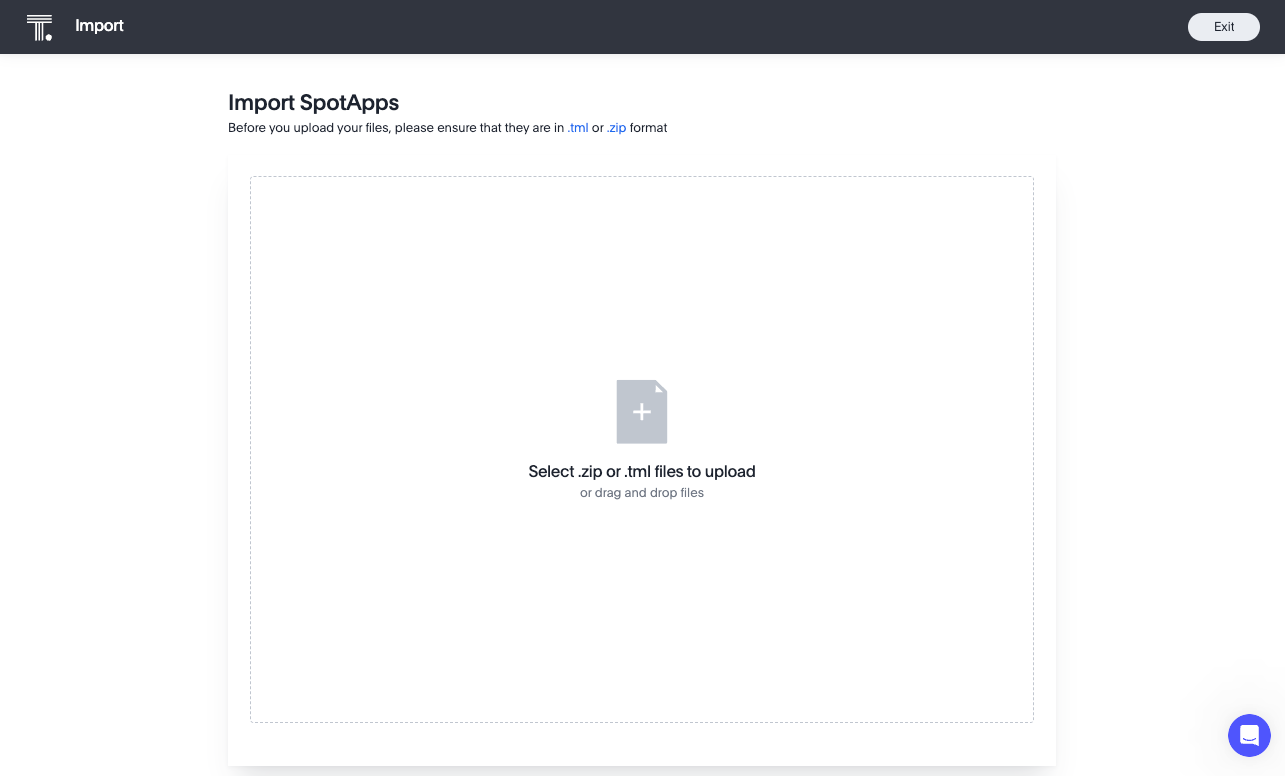 Import
Exit
Import SpotApps
Before you upload your files, please ensure that they are in .tml or .zip format
Select .zip or .tml files to upload
or drag and drop files